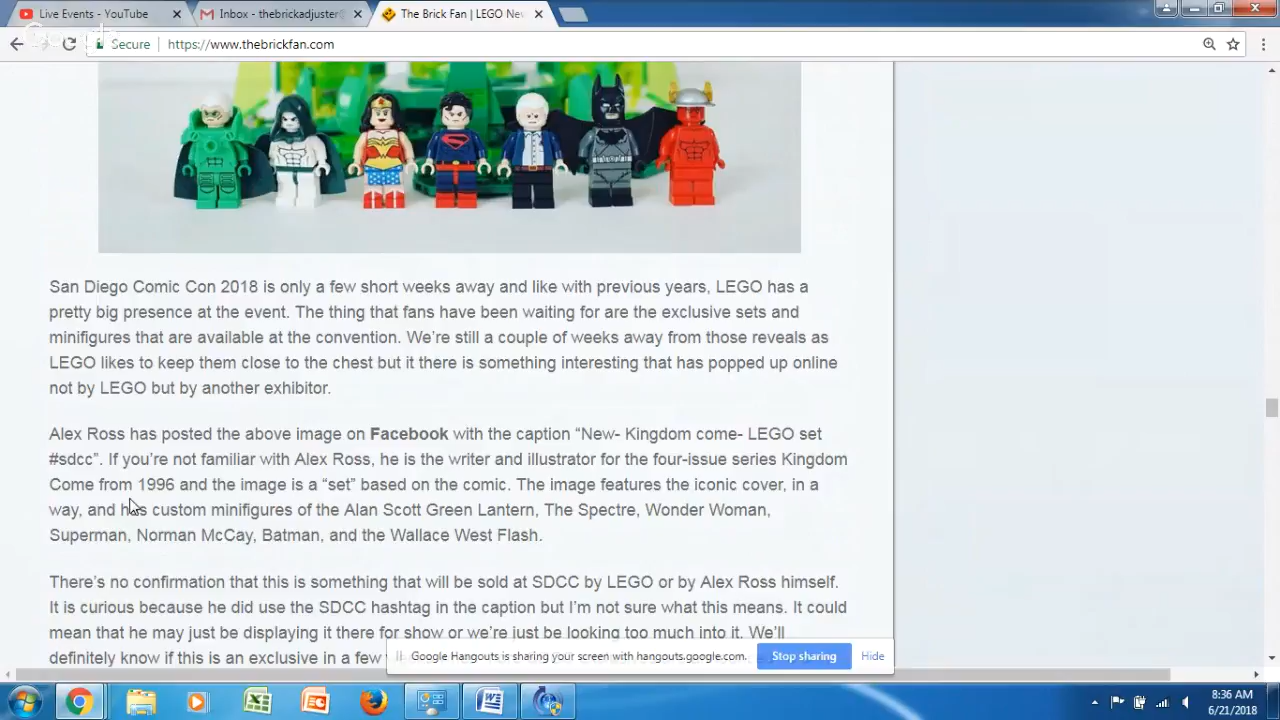 Live Events - YouTube
Inbox - thebrickadjuster
The Brick Fan | LEGO Ne
Secure
https://www.thebrickfan.com
San Diego Comic Con 2018 is only a few short weeks away and like with previous years, LEGO has a
pretty big presence at the event. The thing that fans have been waiting for are the exclusive sets and
minifigures that are available at the convention. We’re still a couple of weeks away from those reveals as
LEGO likes to keep them close to the chest but it there is something interesting that has popped up online
not by LEGO but by another exhibitor.
Alex Ross has posted the above image on Facebook with the caption “New- Kingdom come- LEGO set
#sdcc”. If you’re not familiar with Alex Ross, he is the writer and illustrator for the four-issue series Kingdom
Come from 1996 and the image is a “set” based on the comic. The image features the iconic cover, in a
way, and has custom minifigures of the Alan Scott Green Lantern, The Spectre, Wonder Woman,
Superman, Norman McCay, Batman, and the Wallace West Flash.
There’s no confirmation that this is something that will be sold at SDCC by LEGO or by Alex Ross himself.
It is curious because he did use the SDCC hashtag in the caption but I’m not sure what this means. It could
mean that he may just be displaying it there for show or we’re just be looking too much into it. We’ll
definitely know if this is an exclusive in a few
Google Hangouts is sharing your screen with hangouts.google.com.
Stop sharing
Hide
8:36 AM
6/21/2018